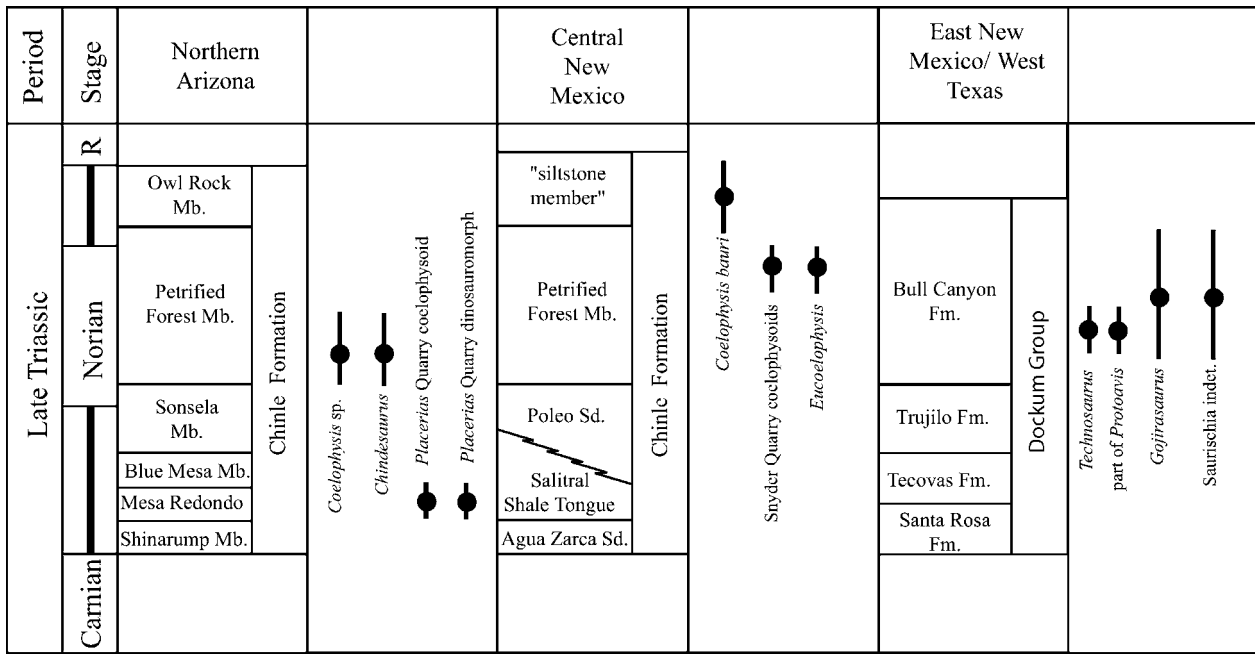 Period
Stage
Northern
Arizona
Central
New
Mexico
East New
Mexico/ West
Texas
Late Triassic
R
Norian
Carnian
Owl Rock
Mb.
Petrified
Forest Mb.
Sonsela
Mb.
Blue Mesa Mb.
Mesa Redondo
Shinarump Mb.
Chinle Formation
Coelophysis sp.
Chindesaurus
Placerias Quarry coelophysoid
Placerias Quarry dinosauromorph
"siltstone
member"
Petrified
Forest Mb.
Poleo Sd.
Salitral
Shale Tongue
Agua Zarca Sd.
Chinle Formation
Coelophysis bauri
Snyder Quarry coelophysoids
Eucoelophysis
Bull Canyon
Fm.
Trujilo Fm.
Tecovas Fm.
Santa Rosa
Fm.
Dockum Group
Technosaurus
part of Protoavis
Gojirasaurus
Saurischia indet.